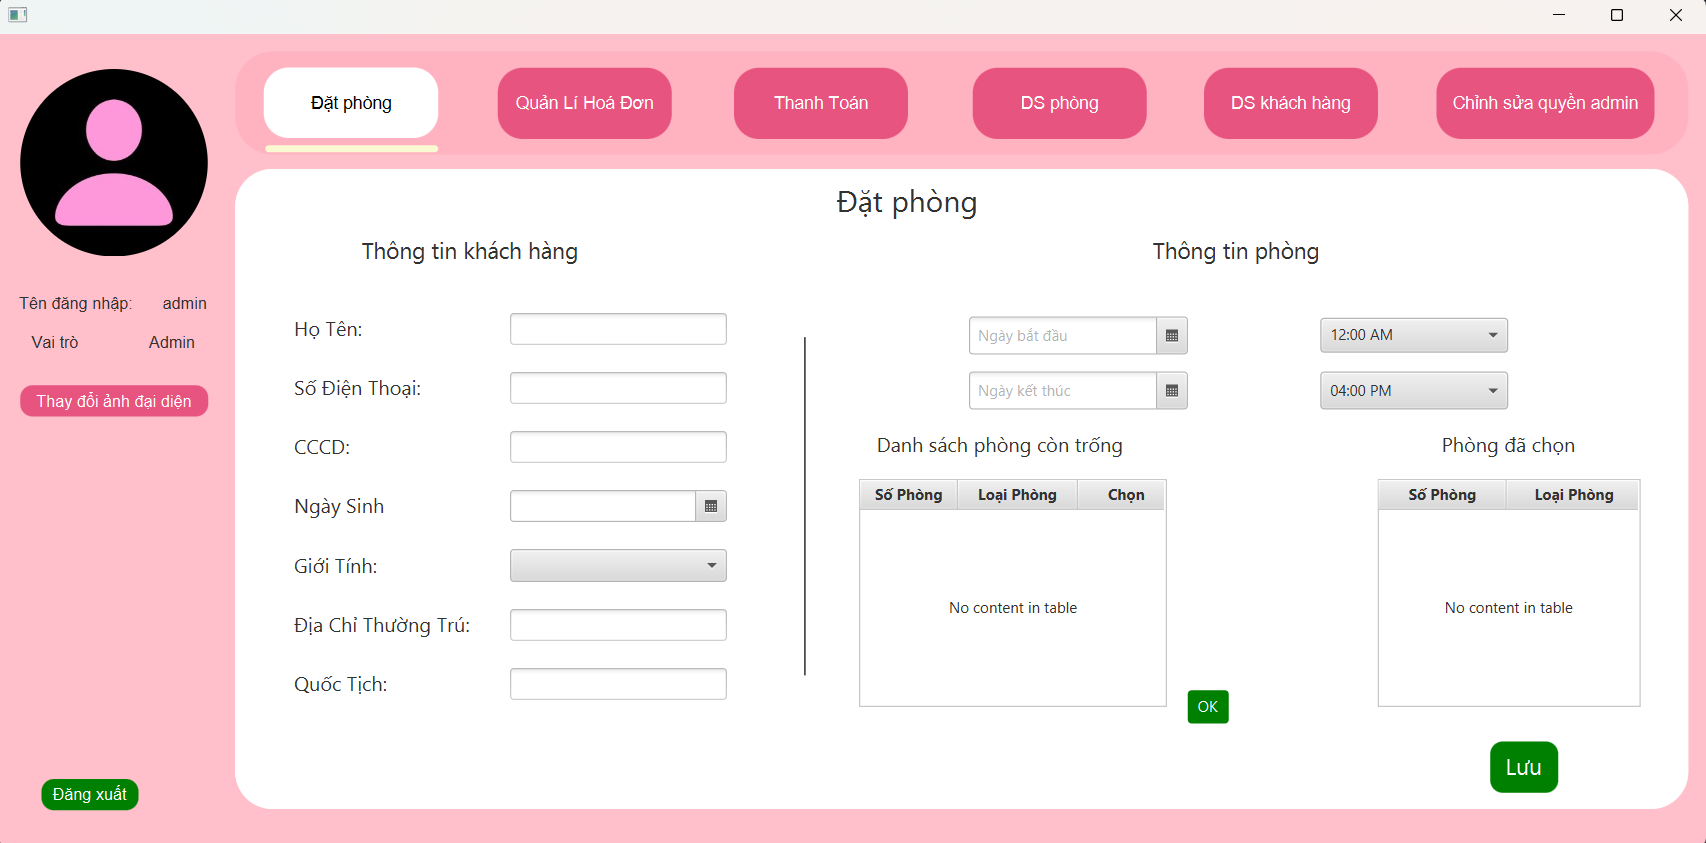 Đặt phòng
Quản Lí Hoá Đơn
Thanh Toán
DS phòng
DS khách hàng
Chỉnh sửa quyền admin
Tên đăng nhập: admin
Vai trò Admin
Thay đổi ảnh đại diện
Đăng xuất
Đặt phòng
Thông tin khách hàng
Họ Tên:
Số Điện Thoại:
CCCD:
Ngày Sinh
Giới Tính:
Địa Chỉ Thường Trú:
Quốc Tịch:
Thông tin phòng
Ngày bắt đầu 12:00 AM
Ngày kết thúc 04:00 PM
Danh sách phòng còn trống
Số Phòng Loại Phòng Chọn
No content in table
OK
Phòng đã chọn
Số Phòng Loại Phòng
No content in table
Lưu